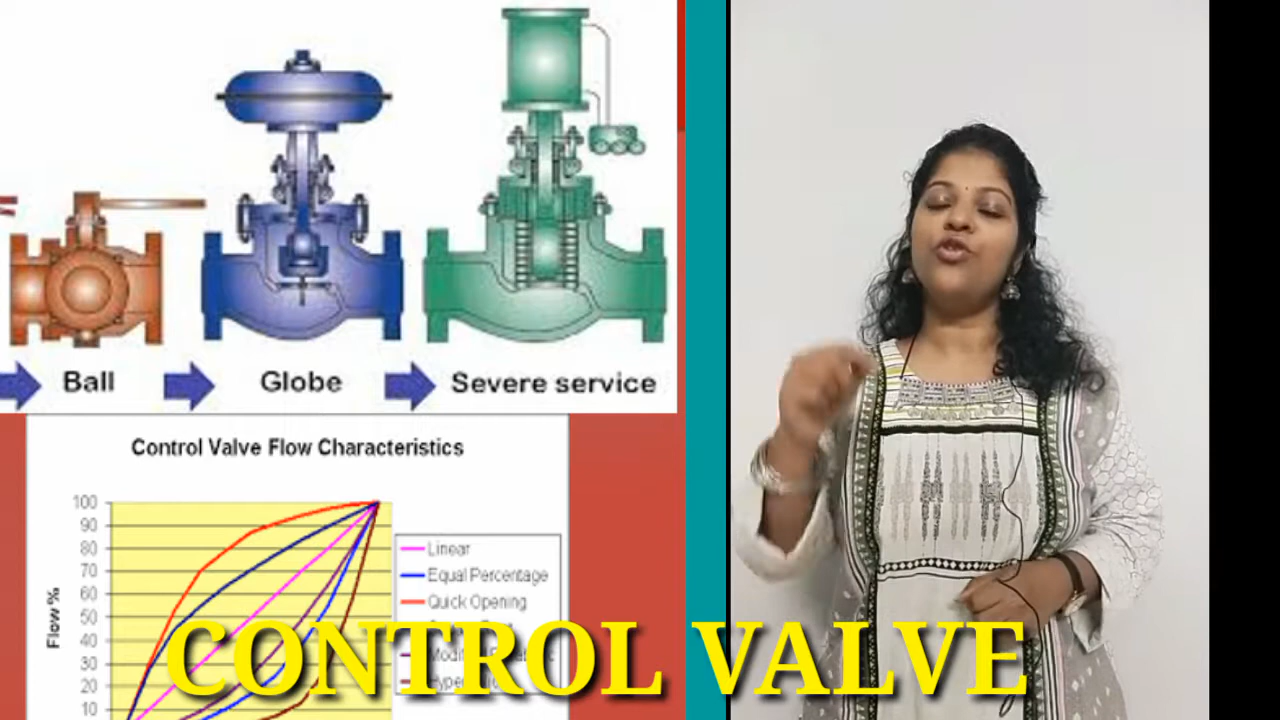 Ball
Globe
Severe service
Control Valve Flow Characteristics
100
90
80
70
60
50
40
30
20
10
Flow %
Linear
Equal Percentage
Quick Opening
CONTROL VALVE